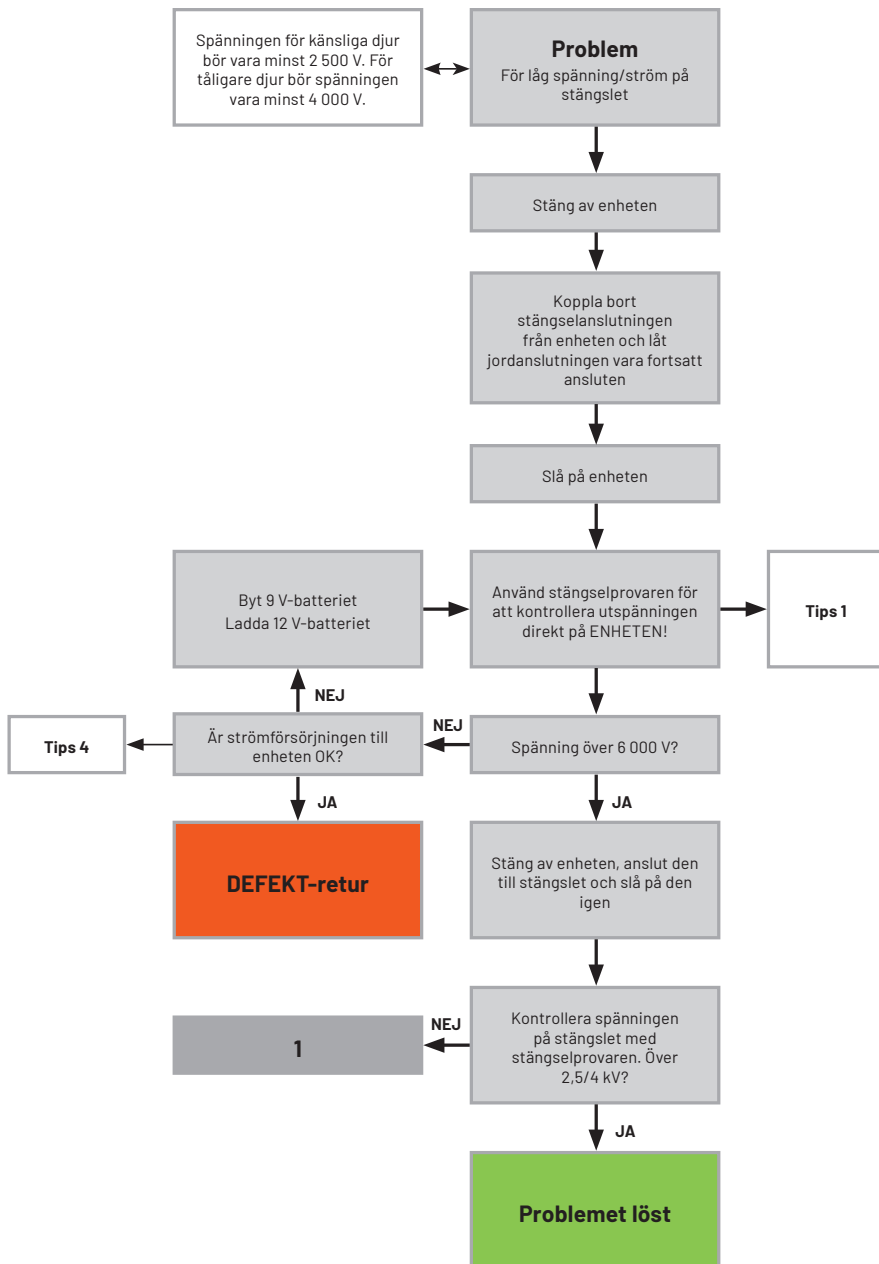 Spänningen för känsliga djur
bör vara minst 2 500 V. För
tåligare djur bör spänningen
vara minst 4 000 V.
Problem
För låg spänning/ström på
stängslet
Stäng av enheten
Koppla bort
stängselanslutningen
från enheten och låt
jordanslutningen vara fortsatt
ansluten
Slå på enheten
Byt 9 V-batteriet
Ladda 12 V-batteriet
Använd stängselprovaren för
att kontrollera utspänningen
direkt på ENHETEN!
Tips 1
NEJ
Tips 4
Är strömförsörjningen till
enheten OK?
NEJ
Spänning över 6 000 V?
JA
JA
DEFEKT-retur
Stäng av enheten, anslut den
till stängslet och slå på den
igen
1
NEJ
Kontrollera spänningen
på stängslet med
stängselprovaren. Över
2,5/4 kV?
JA
Problemet löst